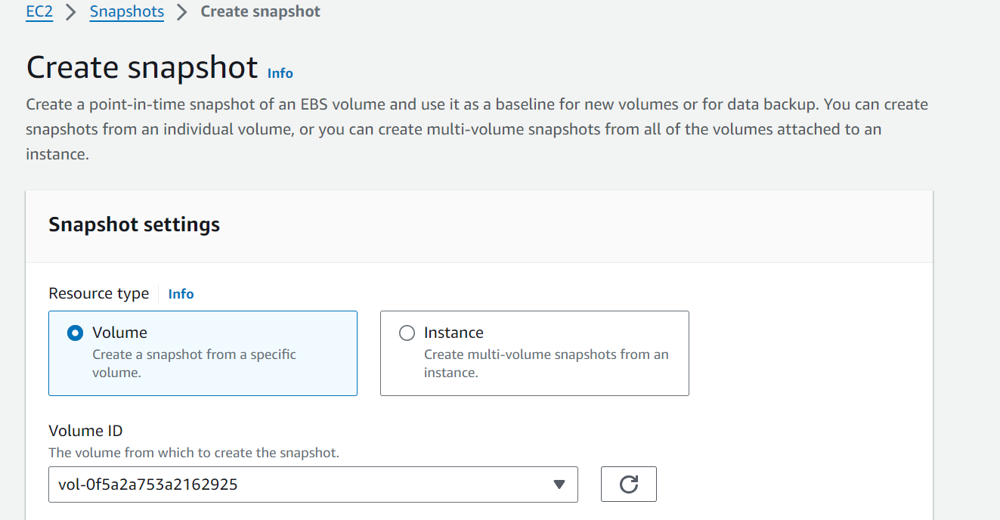 EC2 > Snapshots > Create snapshot
Create snapshot Info
Create a point-in-time snapshot of an EBS volume and use it as a baseline for new volumes or for data backup. You can create
snapshots from an individual volume, or you can create multi-volume snapshots from all of the volumes attached to an
instance.
Snapshot settings
Resource type Info
Volume
Create a snapshot from a specific
volume.
Instance
Create multi-volume snapshots from an
instance.
Volume ID
The volume from which to create the snapshot.
vol-0f5a2a753a2162925